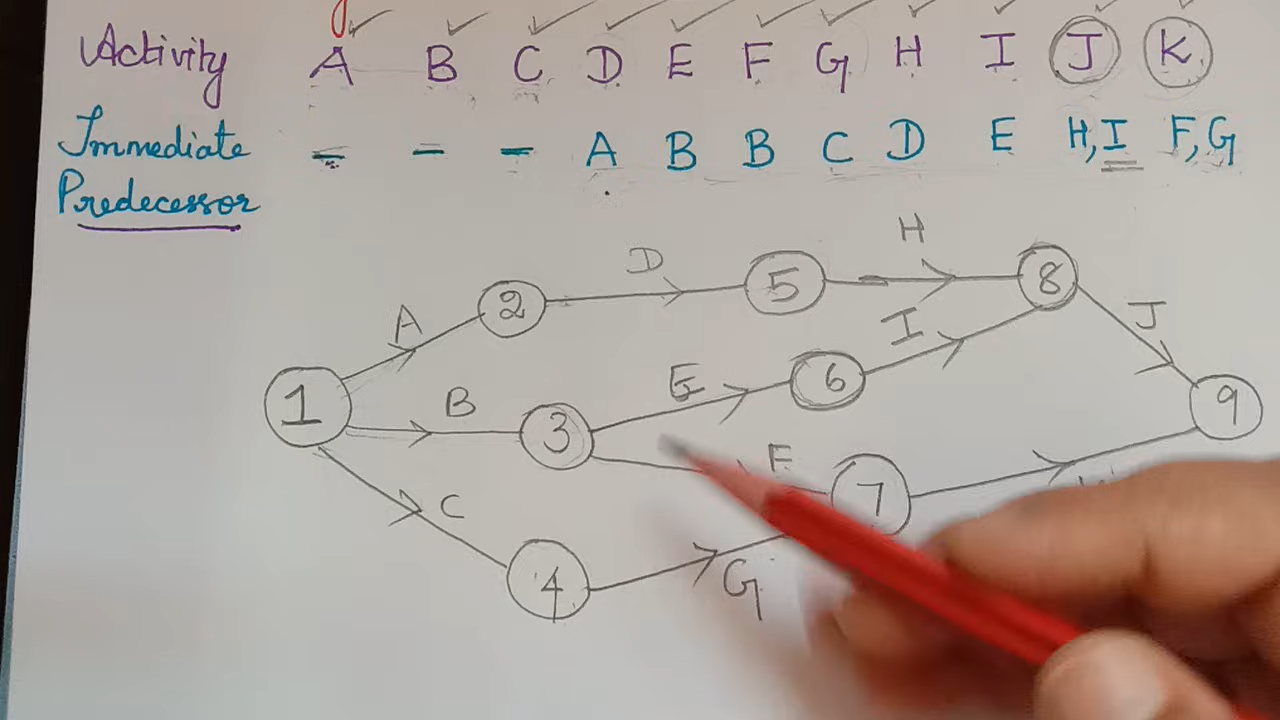 Activity A B C D E F G H I J K
Immediate - - - A B B C D E H,I F,G
Predecessor
H
D
5
8
2
I
J
A
E
6
1
B
9
3
F
7
C
4
G